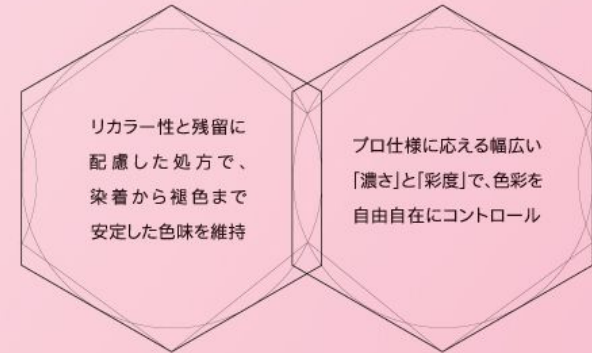 リカラー性と残留に
配慮した処方で、
染着から褪色まで
安定した色味を維持
プロ仕様に応える幅広い
「濃さ」と「彩度」で、色彩を
自由自在にコントロール